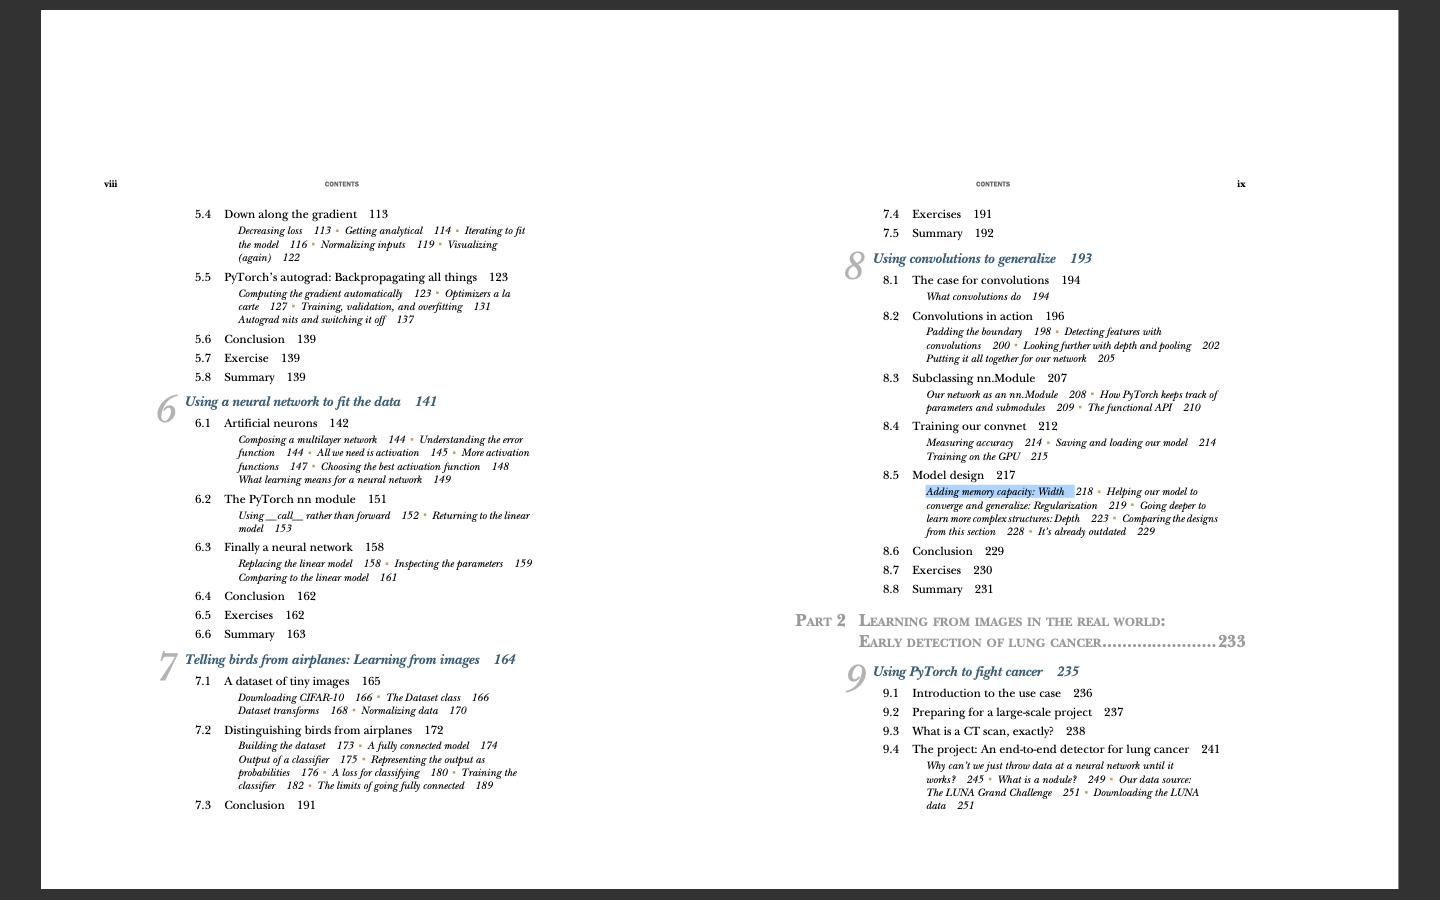 viii
CONTENTS
5.4 Down along the gradient 113
Decreasing loss 113 ▪ Getting analytical 114 ▪ Iterating to fit
the model 116 ▪ Normalizing inputs 119 ▪ Visualizing
(again) 122
5.5 PyTorch’s autograd: Backpropagating all things 123
Computing the gradient automatically 123 ▪ Optimizers a la
carte 127 ▪ Training, validation, and overfitting 131
Autograd nits and switching it off 137
5.6 Conclusion 139
5.7 Exercise 139
5.8 Summary 139
6 Using a neural network to fit the data 141
6.1 Artificial neurons 142
Composing a multilayer network 144 ▪ Understanding the error
function 144 ▪ All we need is activation 145 ▪ More activation
functions 147 ▪ Choosing the best activation function 148
What learning means for a neural network 149
6.2 The PyTorch nn module 151
Using __call__ rather than forward 152 ▪ Returning to the linear
model 153
6.3 Finally a neural network 158
Replacing the linear model 158 ▪ Inspecting the parameters 159
Comparing to the linear model 161
6.4 Conclusion 162
6.5 Exercises 162
6.6 Summary 163
7 Telling birds from airplanes: Learning from images 164
7.1 A dataset of tiny images 165
Downloading CIFAR-10 166 ▪ The Dataset class 166
Dataset transforms 168 ▪ Normalizing data 170
7.2 Distinguishing birds from airplanes 172
Building the dataset 173 ▪ A fully connected model 174
Output of a classifier 175 ▪ Representing the output as
probabilities 176 ▪ A loss for classifying 180 ▪ Training the
classifier 182 ▪ The limits of going fully connected 189
7.3 Conclusion 191
CONTENTS
ix
7.4 Exercises 191
7.5 Summary 192
8 Using convolutions to generalize 193
8.1 The case for convolutions 194
What convolutions do 194
8.2 Convolutions in action 196
Padding the boundary 198 ▪ Detecting features with
convolutions 200 ▪ Looking further with depth and pooling 202
Putting it all together for our network 205
8.3 Subclassing nn.Module 207
Our network as an nn.Module 208 ▪ How PyTorch keeps track of
parameters and submodules 209 ▪ The functional API 210
8.4 Training our convnet 212
Measuring accuracy 214 ▪ Saving and loading our model 214
Training on the GPU 215
8.5 Model design 217
Adding memory capacity: Width 218 ▪ Helping our model to
converge and generalize: Regularization 219 ▪ Going deeper to
learn more complex structures: Depth 223 ▪ Comparing the designs
from this section 228 ▪ It’s already outdated 229
8.6 Conclusion 229
8.7 Exercises 230
8.8 Summary 231
PART 2 LEARNING FROM IMAGES IN THE REAL WORLD:
EARLY DETECTION OF LUNG CANCER.......................233
9 Using PyTorch to fight cancer 235
9.1 Introduction to the use case 236
9.2 Preparing for a large-scale project 237
9.3 What is a CT scan, exactly? 238
9.4 The project: An end-to-end detector for lung cancer 241
Why can’t we just throw data at a neural network until it
works? 245 ▪ What is a nodule? 249 ▪ Our data source:
The LUNA Grand Challenge 251 ▪ Downloading the LUNA
data 251